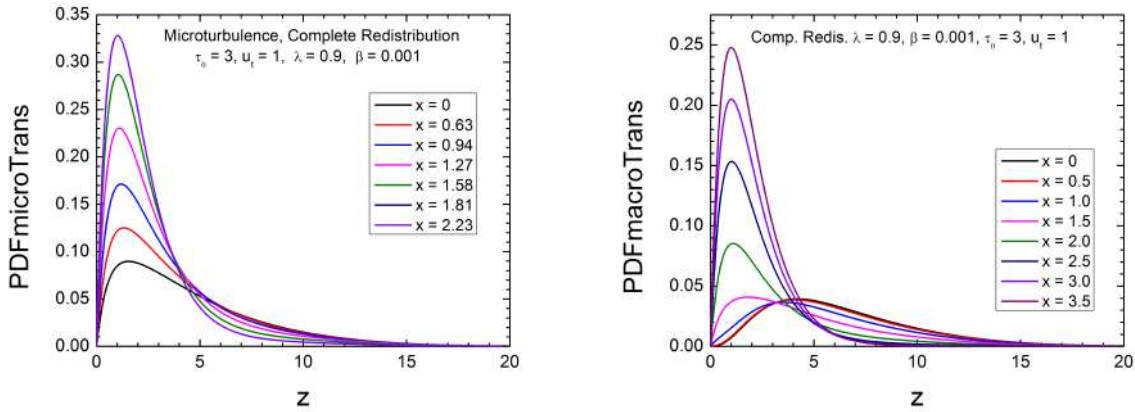 PDFmicroTrans
0.35
0.30
0.25
0.20
0.15
0.10
0.05
0.00
Microturbulence, Complete Redistribution
τ₀ = 3, uₜ = 1, λ = 0.9, β = 0.001
x = 0
x = 0.63
x = 0.94
x = 1.27
x = 1.58
x = 1.81
x = 2.23
0 5 10 15 20
z
PDFmacroTrans
0.25
0.20
0.15
0.10
0.05
0.00
Comp. Redis. λ = 0.9, β = 0.001, τ₀ = 3, uₜ = 1
x = 0
x = 0.5
x = 1.0
x = 1.5
x = 2.0
x = 2.5
x = 3.0
x = 3.5
0 5 10 15 20
z